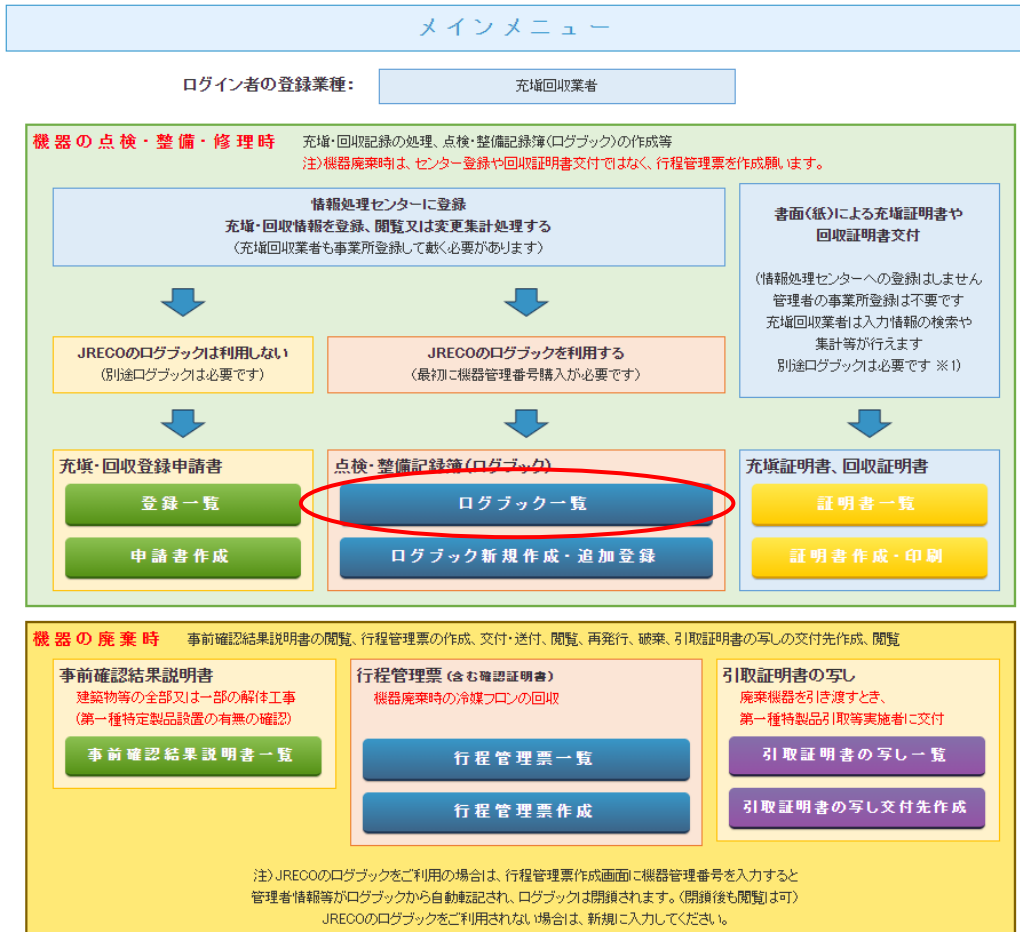 メインメニュー
ログイン者の登録業種:
充塡回収業者
機器の点検・整備・修理時
充塡・回収記録の処理、点検・整備記録簿(ログブック)の作成等
注)機器廃棄時は、センター登録や回収証明書交付ではなく、行程管理票を作成願います。
情報処理センターに登録
充塡・回収情報を登録、閲覧又は変更集計処理する
(充塡回収業者も事業所登録して戴く必要があります)
書面(紙)による充塡証明書や
回収証明書交付
(情報処理センターへの登録はしません
管理者の事業所登録は不要です
充塡回収業者は入力情報の検索や
集計等が行えます
別途ログブックは必要です ※1)
JRECOのログブックは利用しない
(別途ログブックは必要です)
JRECOのログブックを利用する
(最初に機器管理番号購入が必要です)
充塡・回収登録申請書
登録一覧
申請書作成
点検・整備記録簿(ログブック)
ログブック一覧
ログブック新規作成・追加登録
充塡証明書、回収証明書
証明書一覧
証明書作成・印刷
機器の廃棄時
事前確認結果説明書の閲覧、行程管理票の作成、交付・送付、閲覧、再発行、破棄、引取証明書の写しの交付先作成、閲覧
事前確認結果説明書
建築物等の全部又は一部の解体工事
(第一種特定製品設置の有無の確認)
事前確認結果説明書一覧
行程管理票(含む確認証明書)
機器廃棄時の冷媒フロンの回収
行程管理票一覧
行程管理票作成
引取証明書の写し
廃棄機器を引き渡すとき、
第一種特製品引取等実施者に交付
引取証明書の写し一覧
引取証明書の写し交付先作成
注)JRECOのログブックをご利用の場合は、行程管理票作成画面に機器管理番号を入力すると
管理者情報等がログブックから自動転記され、ログブックは閉鎖されます。(閉鎖後も閲覧は可)
JRECOのログブックをご利用されない場合は、新規に入力してください。